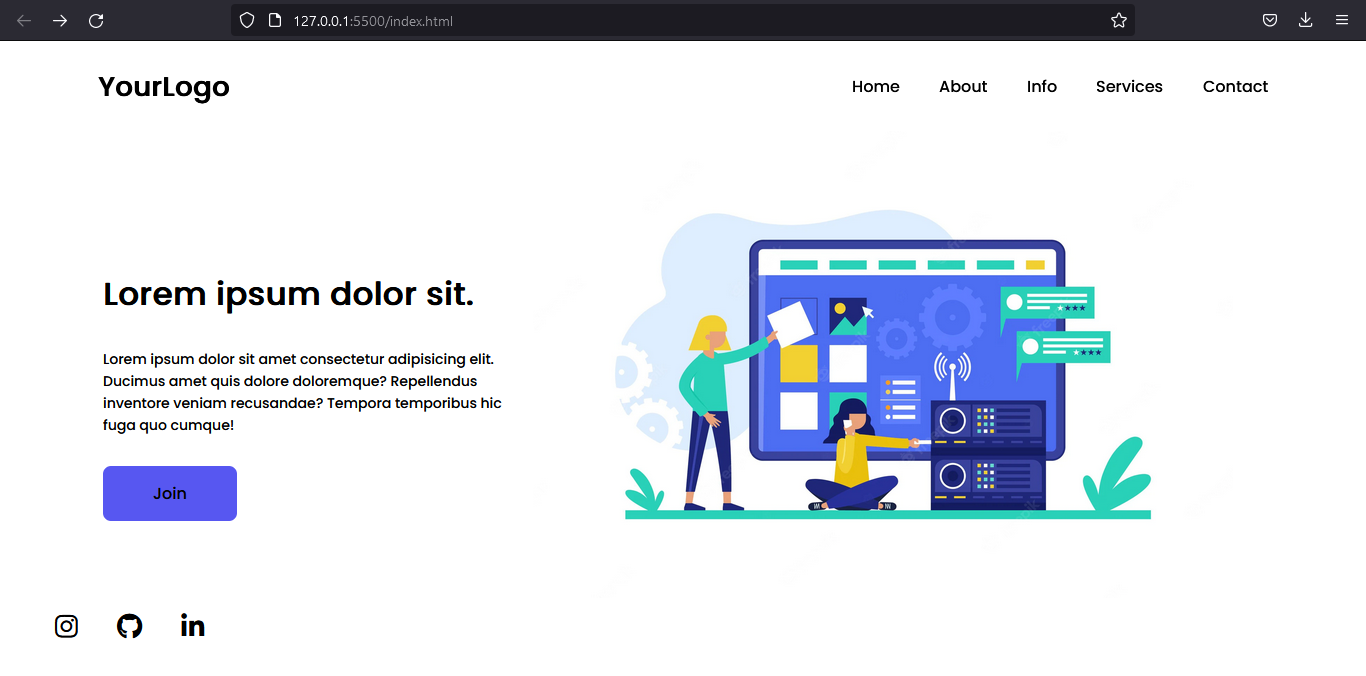 127.0.0.1:5500/index.html
YourLogo
Home About Info Services Contact
Lorem ipsum dolor sit.
Lorem ipsum dolor sit amet consectetur adipisicing elit.
Ducimus amet quis dolore doloremque? Repellendus
inventore veniam recusandae? Tempora temporibus hic
fuga quo cumque!
Join
in